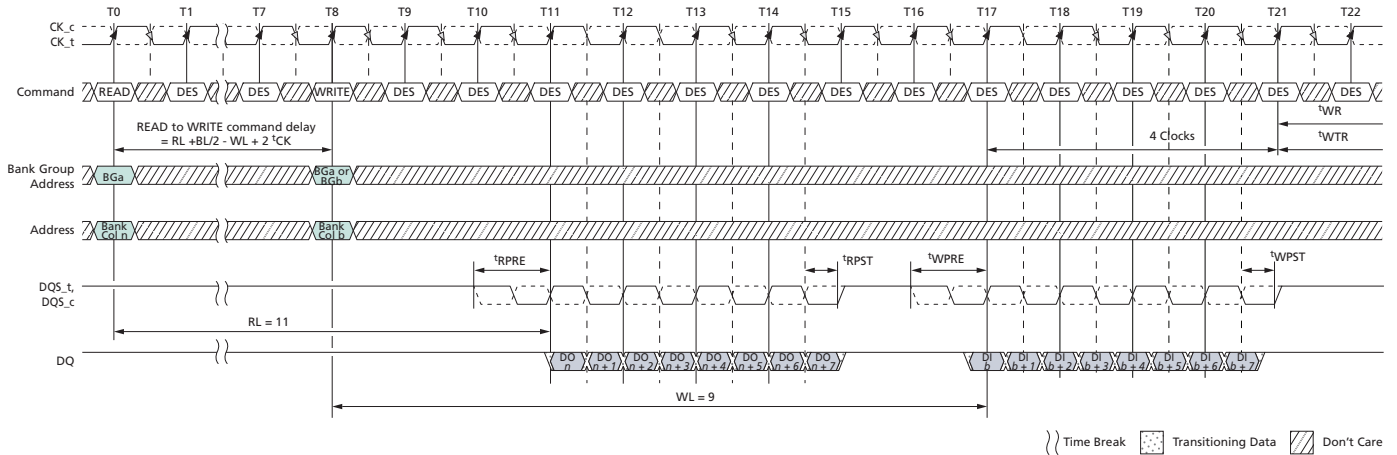 T0 T1 T7 T8 T9 T10 T11 T12 T13 T14 T15 T16 T17 T18 T19 T20 T21 T22
CK_c
CK_t
Command READ DES DES WRITE DES DES DES DES DES DES DES DES DES DES DES DES DES DES
tWR
READ to WRITE command delay
= RL +BL/2 - WL + 2 tCK
4 Clocks
tWTR
Bank Group
Address
BGa
BGa or
BGb
Address
Bank
Col n
Bank
Col b
tRPRE tRPST tWPRE tWPST
DQS_t,
DQS_c
RL = 11
DQ
DO
n
DO
n + 1
DO
n + 2
DO
n + 3
DO
n + 4
DO
n + 5
DO
n + 6
DO
n + 7
DI
b
DI
b + 1
DI
b + 2
DI
b + 3
DI
b + 4
DI
b + 5
DI
b + 6
DI
b + 7
WL = 9
Time Break Transitioning Data Don't Care